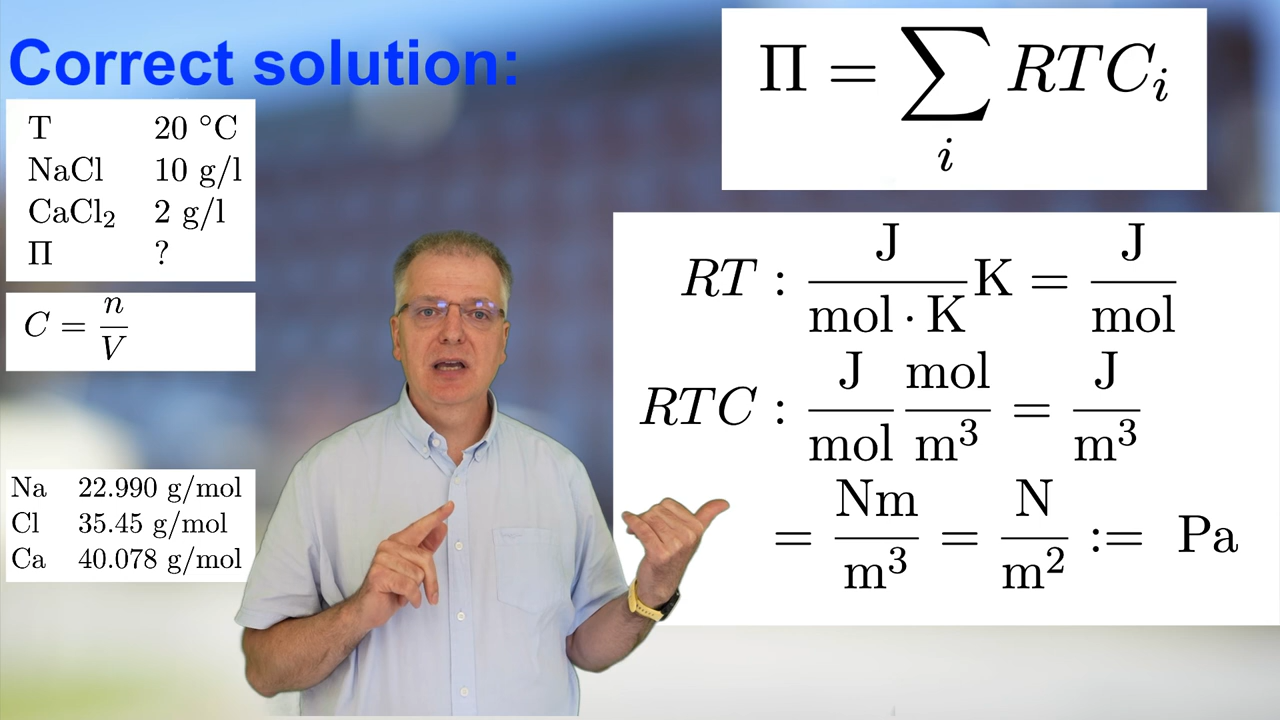 Correct solution:
T 20 °C
NaCl 10 g/l
CaCl₂ 2 g/l
Π ?
C = n/V
Na 22.990 g/mol
Cl 35.45 g/mol
Ca 40.078 g/mol
Π = ∑ᵢ RTCᵢ
RT : J/(mol · K) K = J/mol
RTC : J/mol mol/m³ = J/m³
= Nm/m³ = N/m² := Pa